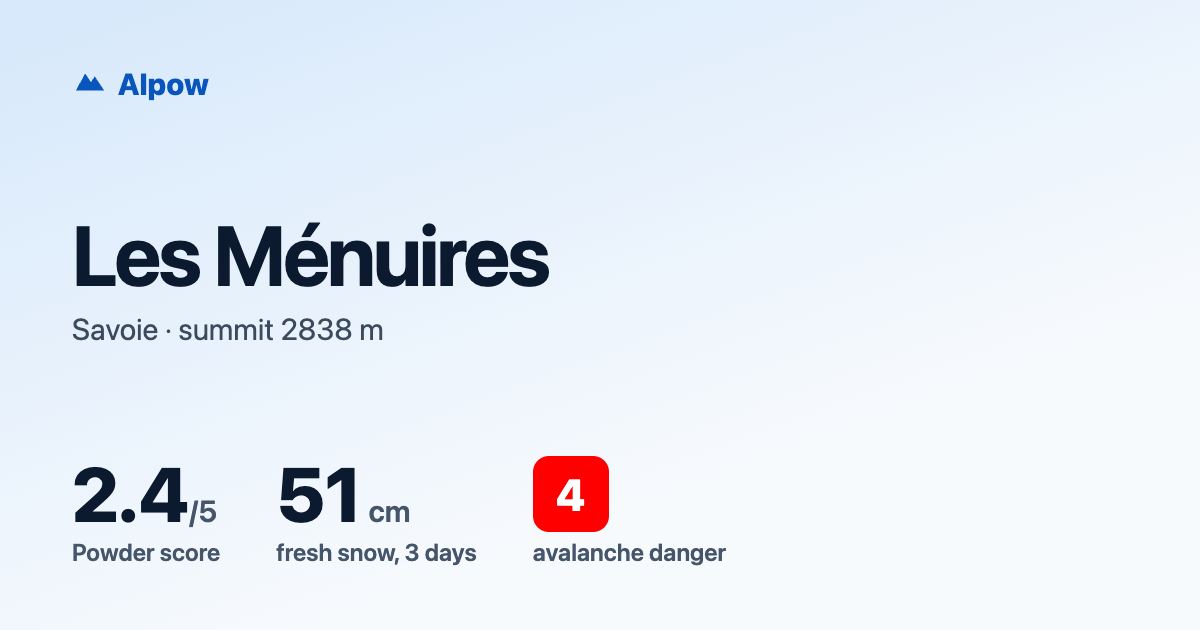 Alpow
Les Ménuires
Savoie · summit 2838 m
2.4/5 51 cm 4
Powder score fresh snow, 3 days avalanche danger